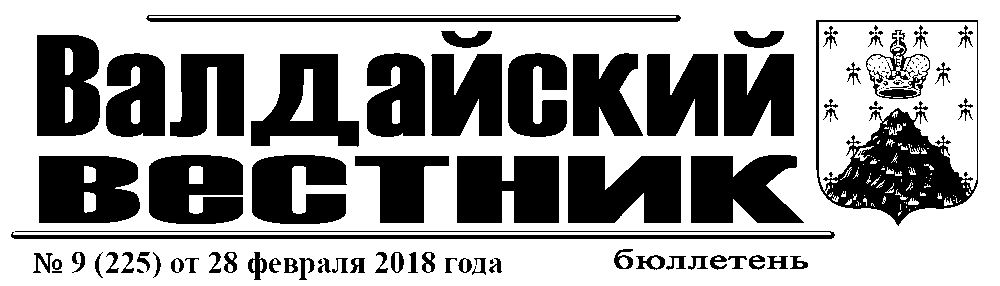 Валдайский
вестник
№ 9 (225) от 28 февраля 2018 года
бюллетень